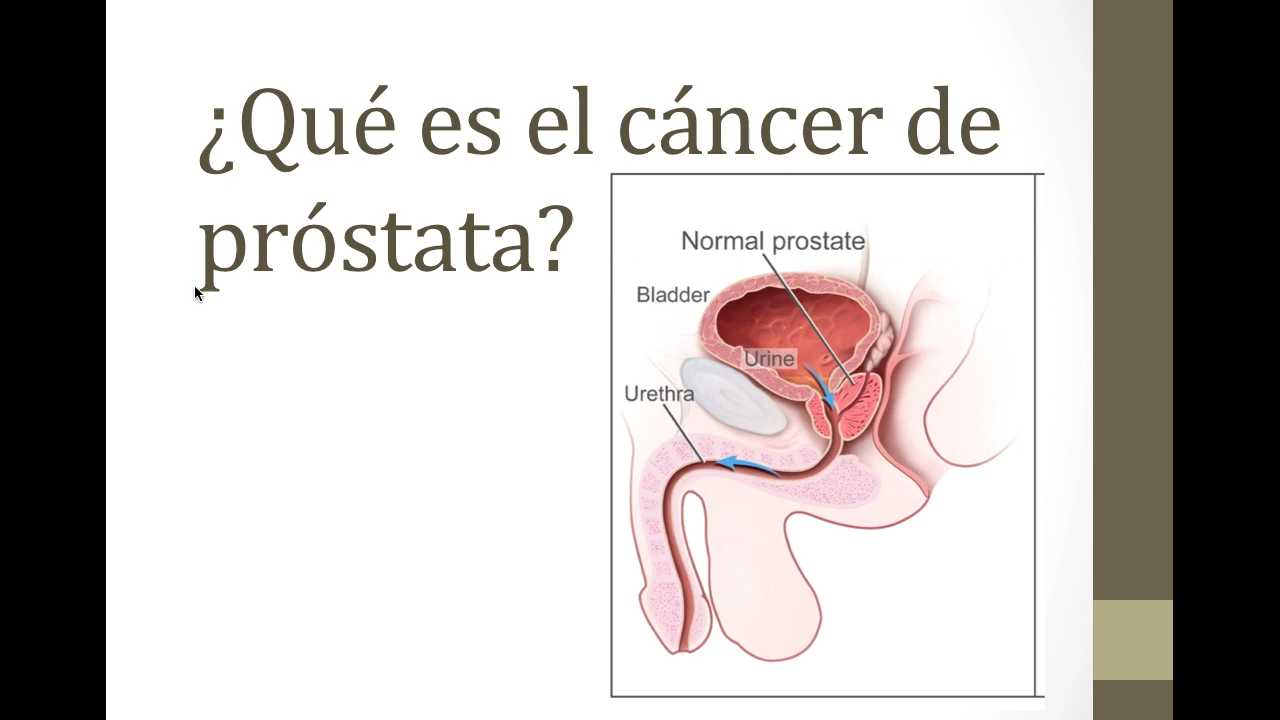 ¿Qué es el cáncer de
próstata?
Normal prostate
Bladder
Urine
Urethra